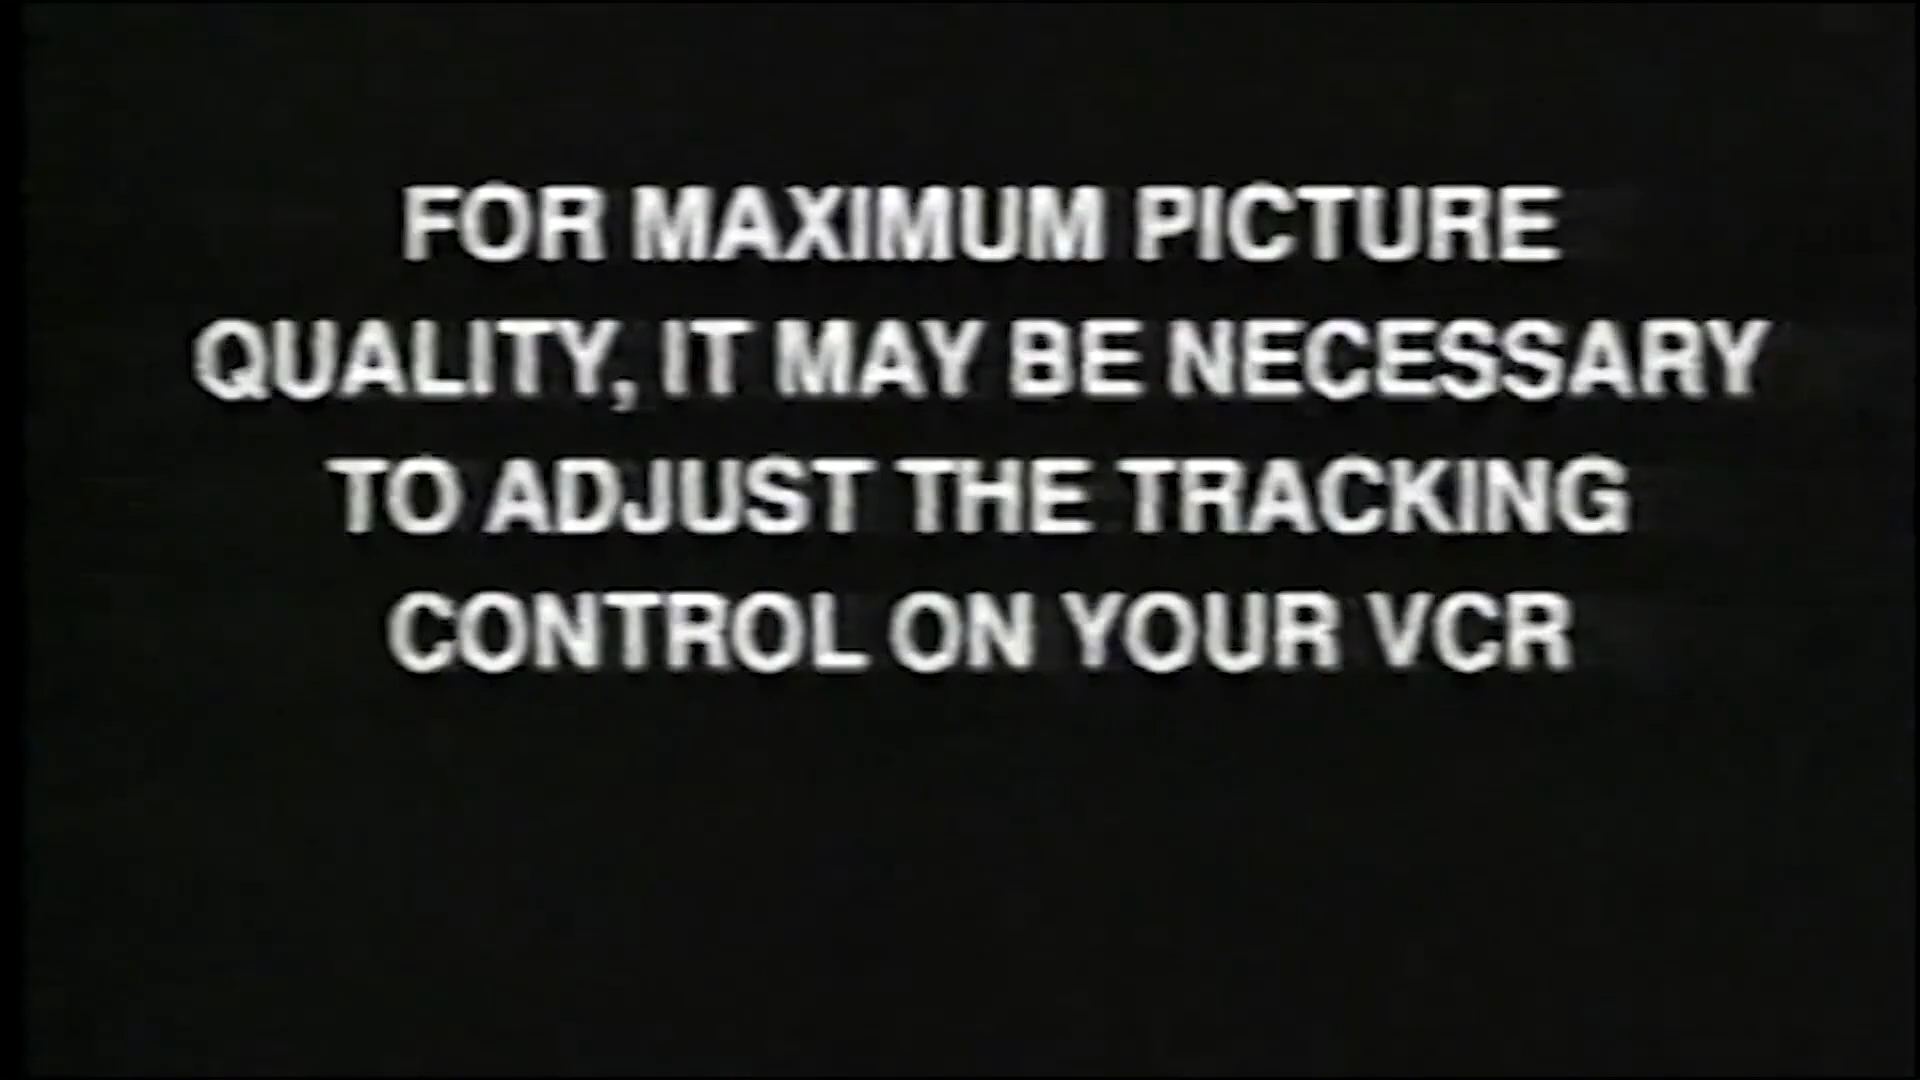 FOR MAXIMUM PICTURE
QUALITY, IT MAY BE NECESSARY
TO ADJUST THE TRACKING
CONTROL ON YOUR VCR